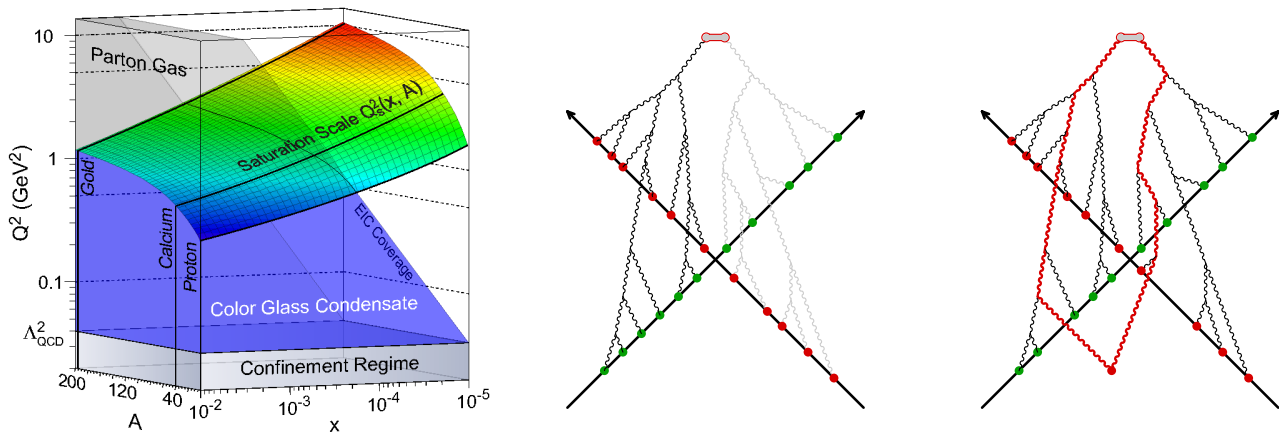 10
Parton Gas
Saturation Scale Q²ₛ(x, A)
Q² (GeV²)
1
Gold
Calcium
Proton
EIC Coverage
0.1
Color Glass Condensate
Λ²QCD
Confinement Regime
200
120
40
A
10⁻²
10⁻³
10⁻⁴
10⁻⁵
x